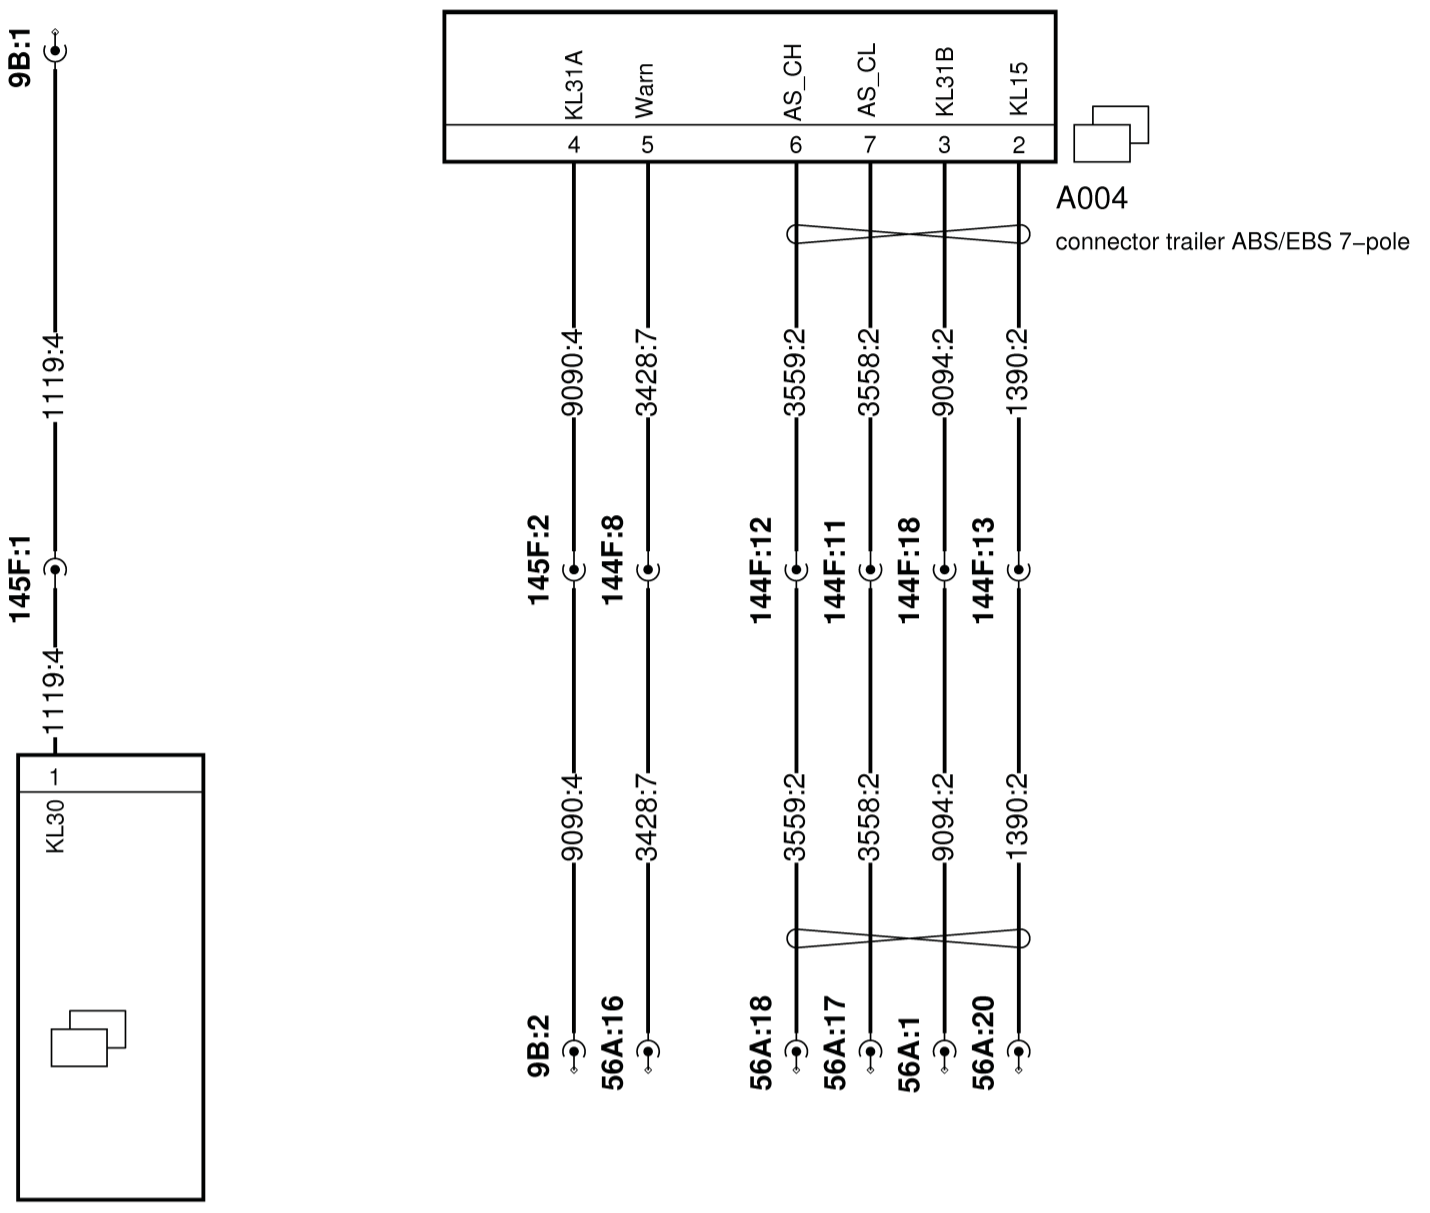 9B:1
KL31A
Warn
AS_CH
AS_CL
KL31B
KL15
4
5
6
7
3
2
A004
connector trailer ABS/EBS 7−pole
1119:4
9090:4
3428:7
3559:2
3558:2
9094:2
1390:2
145F:1
145F:2
144F:8
144F:12
144F:11
144F:18
144F:13
1119:4
1
KL30
9090:4
3428:7
3559:2
3558:2
9094:2
1390:2
9B:2
56A:16
56A:18
56A:17
56A:1
56A:20